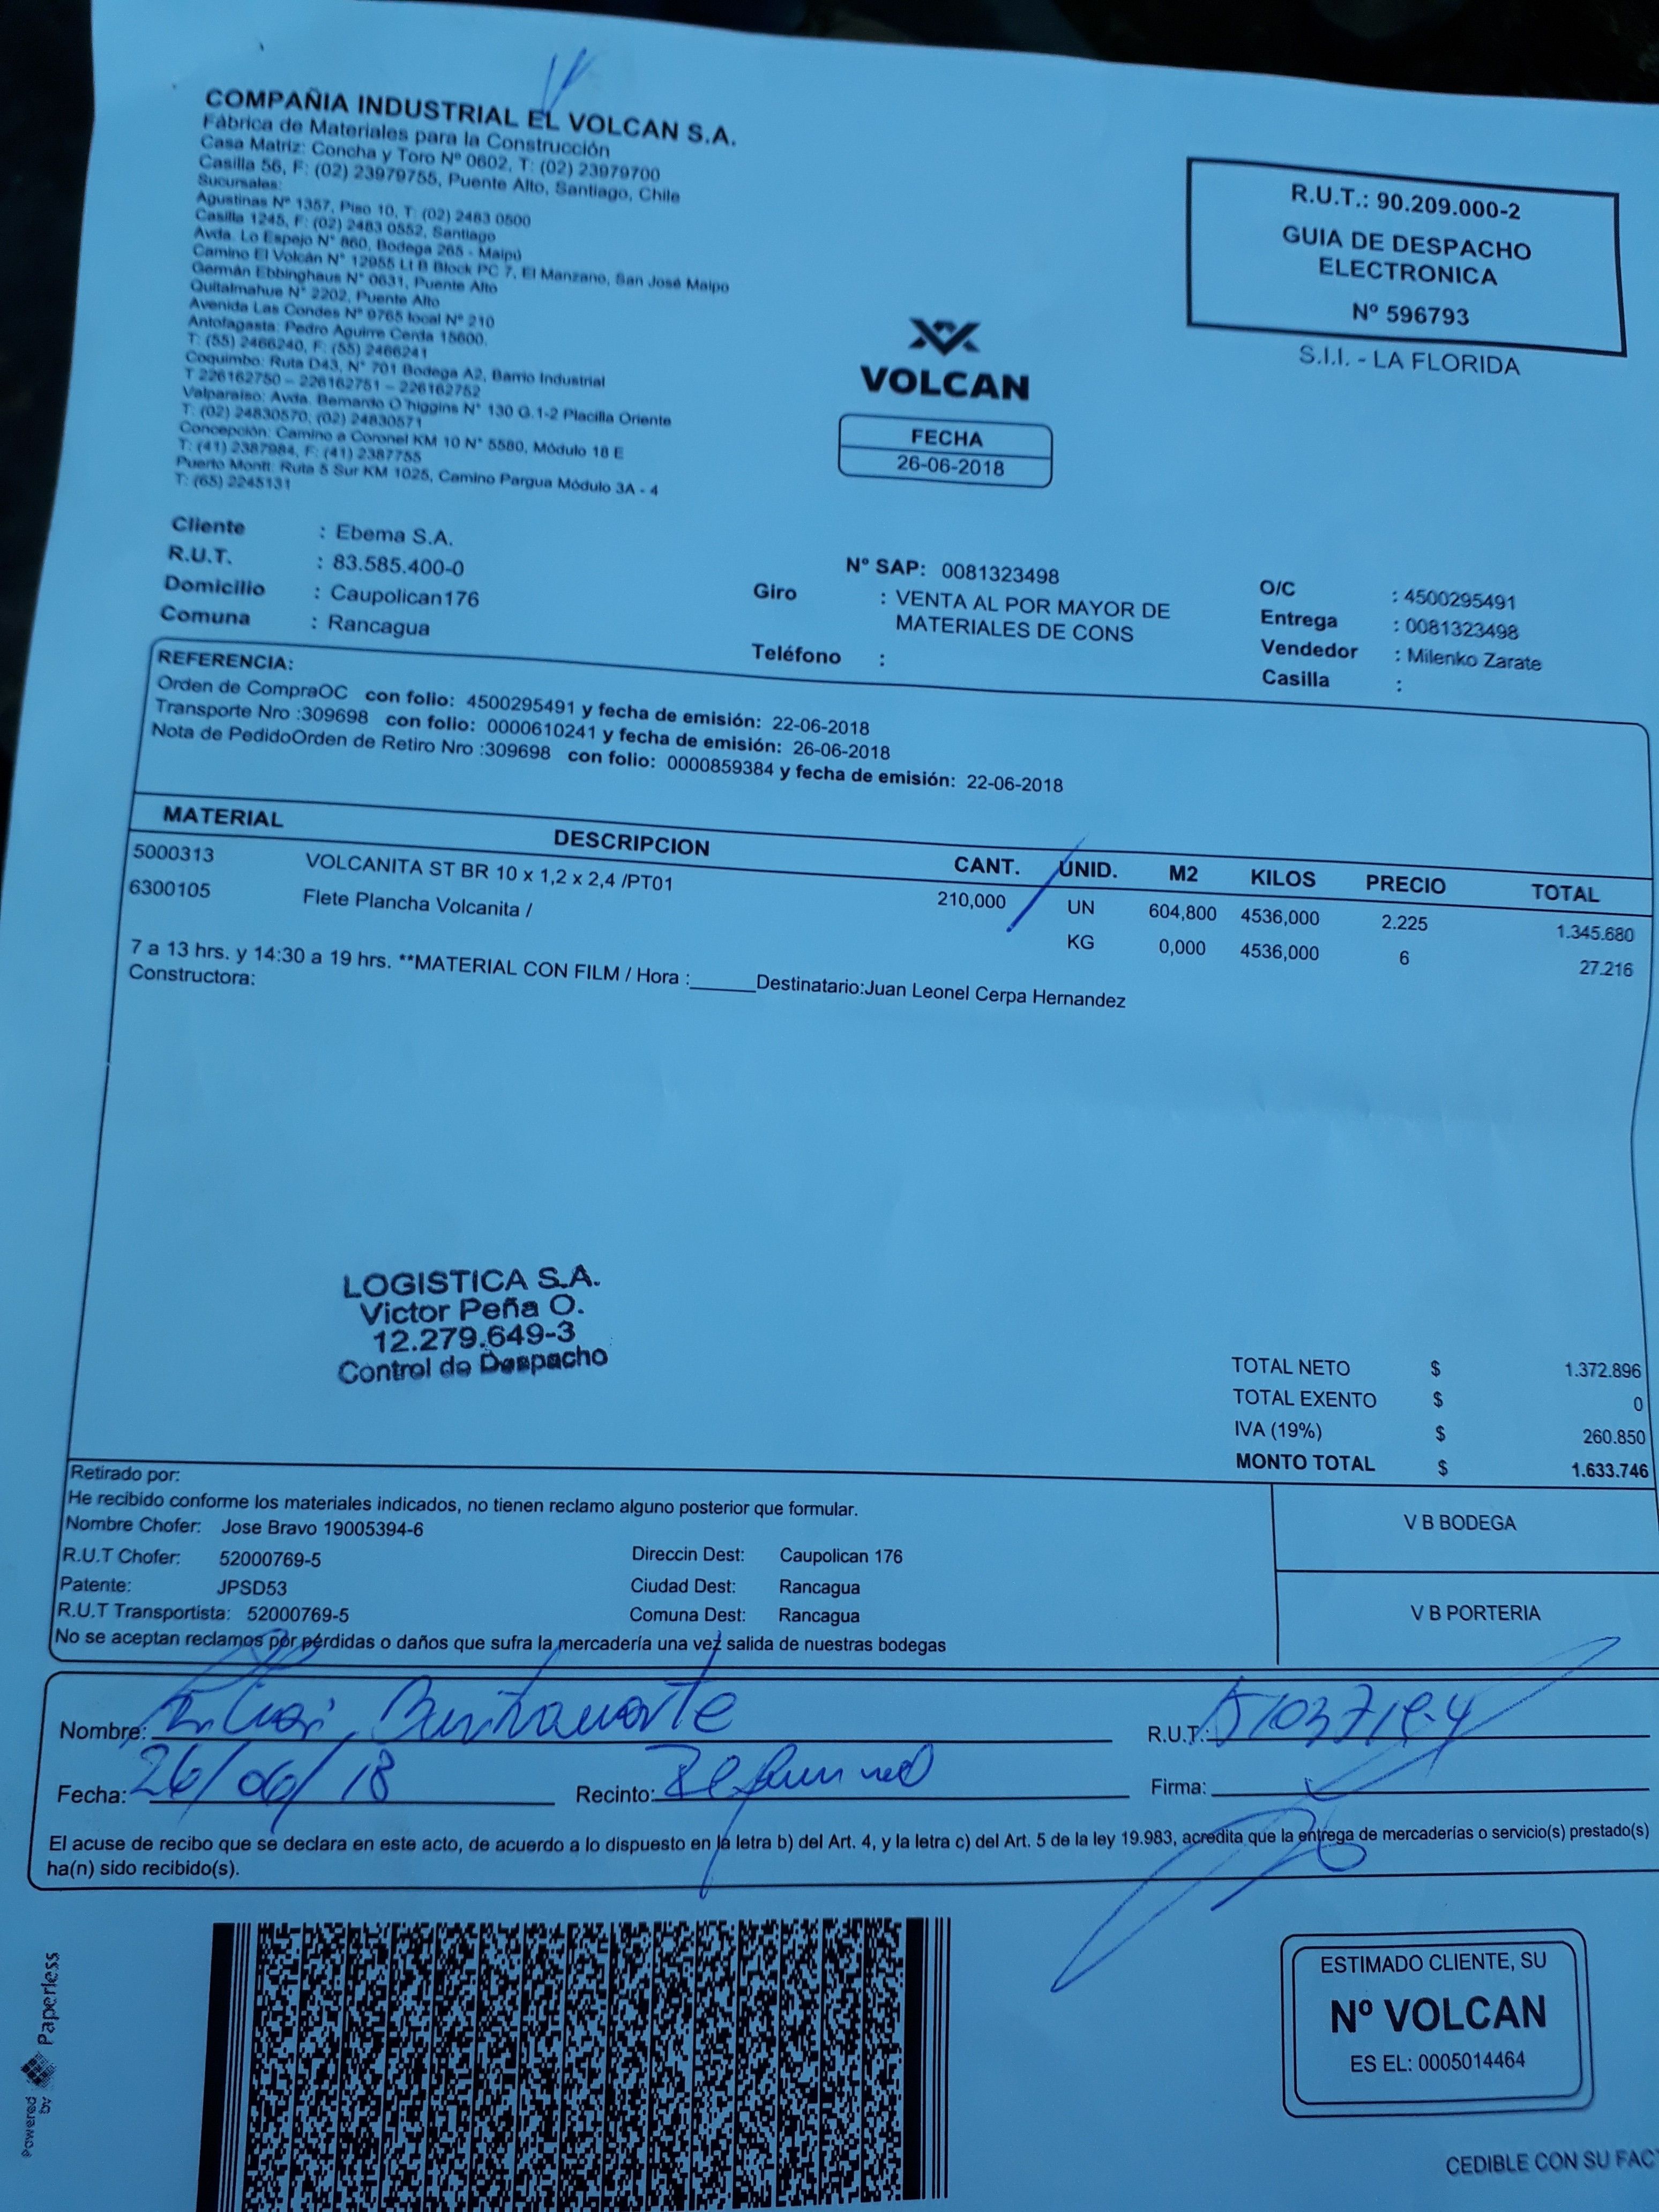 COMPAÑIA INDUSTRIAL EL VOLCAN S.A.
Fábrica de Materiales para la Construcción
Casa Matriz: Concha y Toro Nº 0602, T: (02) 23979700
Casilla 56, F: (02) 23979755, Puente Alto, Santiago, Chile
Sucursales:
Agustinas Nº 1357, Piso 10, T: (02) 2483 0500
Casilla 1245, F: (02) 2483 0552, Santiago
Avda. Lo Espejo N° 860, Bodega 265 - Maipú
Camino El Volcán N° 12955 Lt B Block PC 7, El Manzano, San José Maipo
Germán Ebbinghaus N° 0631, Puente Alto
Quitalmahue N° 2202, Puente Alto
Avenida Las Condes Nº 9765 local Nº 210
Antofagasta: Pedro Aguirre Cerda 15600,
T: (55) 2466240, F: (55) 2466241
Coquimbo: Ruta D43, N° 701 Bodega A2, Barrio Industrial
T 226162750 – 226162751 – 226162752
Valparaíso: Avda. Bernardo O´higgins N° 130 G.1-2 Placilla Oriente
T: (02) 24830570, (02) 24830571
Concepción: Camino a Coronel KM 10 N° 5580, Módulo 18 E
T: (41) 2387984, F: (41) 2387755
Puerto Montt: Ruta 5 Sur KM 1025, Camino Pargua Módulo 3A - 4
T: (65) 2245131
R.U.T.: 90.209.000-2
GUIA DE DESPACHO
ELECTRONICA
Nº 596793
S.I.I. - LA FLORIDA
VOLCAN
FECHA
26-06-2018
Cliente : Ebema S.A.
R.U.T. : 83.585.400-0
Domicilio : Caupolican176
Comuna : Rancagua
Nº SAP: 0081323498
Giro : VENTA AL POR MAYOR DE
MATERIALES DE CONS
Teléfono :
O/C : 4500295491
Entrega : 0081323498
Vendedor : Milenko Zarate
Casilla :
REFERENCIA:
Orden de CompraOC con folio: 4500295491 y fecha de emisión: 22-06-2018
Transporte Nro :309698 con folio: 0000610241 y fecha de emisión: 26-06-2018
Nota de PedidoOrden de Retiro Nro :309698 con folio: 0000859384 y fecha de emisión: 22-06-2018
MATERIAL DESCRIPCION CANT. UNID. M2 KILOS PRECIO TOTAL
5000313 VOLCANITA ST BR 10 x 1,2 x 2,4 /PT01 210,000 UN 604,800 4536,000 2.225 1.345.680
6300105 Flete Plancha Volcanita / KG 0,000 4536,000 6 27.216
7 a 13 hrs. y 14:30 a 19 hrs. **MATERIAL CON FILM / Hora :______Destinatario:Juan Leonel Cerpa Hernandez
Constructora:
LOGISTICA S.A.
Victor Peña O.
12.279.649-3
Control de Despacho
TOTAL NETO $ 1.372.896
TOTAL EXENTO $ 0
IVA (19%) $ 260.850
MONTO TOTAL $ 1.633.746
Retirado por:
He recibido conforme los materiales indicados, no tienen reclamo alguno posterior que formular.
Nombre Chofer: Jose Bravo 19005394-6
R.U.T Chofer: 52000769-5
Patente: JPSD53
R.U.T Transportista: 52000769-5
Direccin Dest: Caupolican 176
Ciudad Dest: Rancagua
Comuna Dest: Rancagua
No se aceptan reclamos por pérdidas o daños que sufra la mercadería una vez salida de nuestras bodegas
V B BODEGA
V B PORTERIA
Nombre:
R.U.T.:
Fecha: 26/06/18
Recinto:
Firma:
El acuse de recibo que se declara en este acto, de acuerdo a lo dispuesto en la letra b) del Art. 4, y la letra c) del Art. 5 de la ley 19.983, acredita que la entrega de mercaderías o servicio(s) prestado(s)
ha(n) sido recibido(s).
Powered by Paperless
ESTIMADO CLIENTE, SU
Nº VOLCAN
ES EL: 0005014464
CEDIBLE CON SU FAC